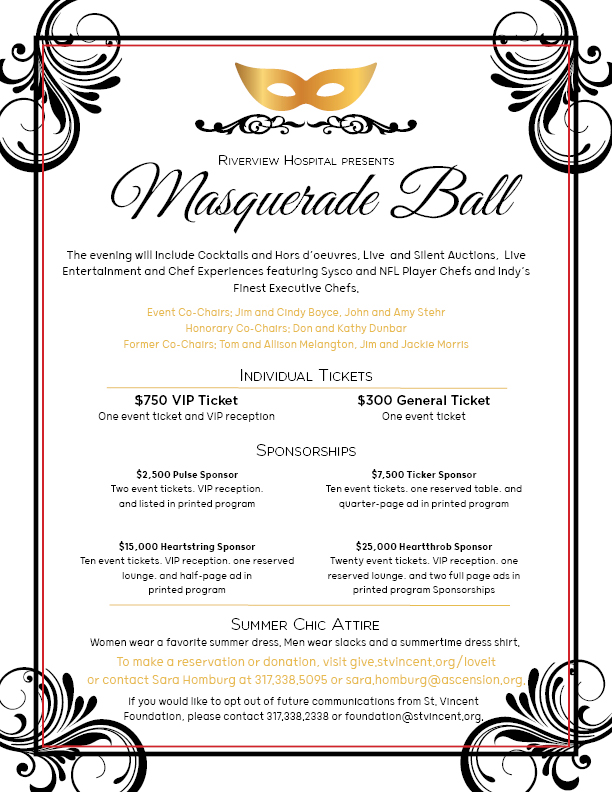 Riverview Hospital presents
Masquerade Ball
The evening will include Cocktails and Hors d'oeuvres, Live and Silent Auctions, Live
Entertainment and Chef Experiences featuring Sysco and NFL Player Chefs and Indy's
Finest Executive Chefs.
Event Co-Chairs: Jim and Cindy Boyce, John and Amy Stehr
Honorary Co-Chairs: Don and Kathy Dunbar
Former Co-Chairs: Tom and Allison Melangton, Jim and Jackie Morris
Individual Tickets
$750 VIP Ticket
One event ticket and VIP reception
$300 General Ticket
One event ticket
Sponsorships
$2,500 Pulse Sponsor
Two event tickets, VIP reception,
and listed in printed program
$7,500 Ticker Sponsor
Ten event tickets, one reserved table, and
quarter-page ad in printed program
$15,000 Heartstring Sponsor
Ten event tickets, VIP reception, one reserved
lounge, and half-page ad in
printed program
$25,000 Heartthrob Sponsor
Twenty event tickets, VIP reception, one
reserved lounge, and two full page ads in
printed program Sponsorships
Summer Chic Attire
Women wear a favorite summer dress. Men wear slacks and a summertime dress shirt.
To make a reservation or donation, visit give.stvincent.org/loveit
or contact Sara Homburg at 317.338.5095 or sara.homburg@ascension.org.
If you would like to opt out of future communications from St. Vincent
Foundation, please contact 317.338.2338 or foundation@stvincent.org.